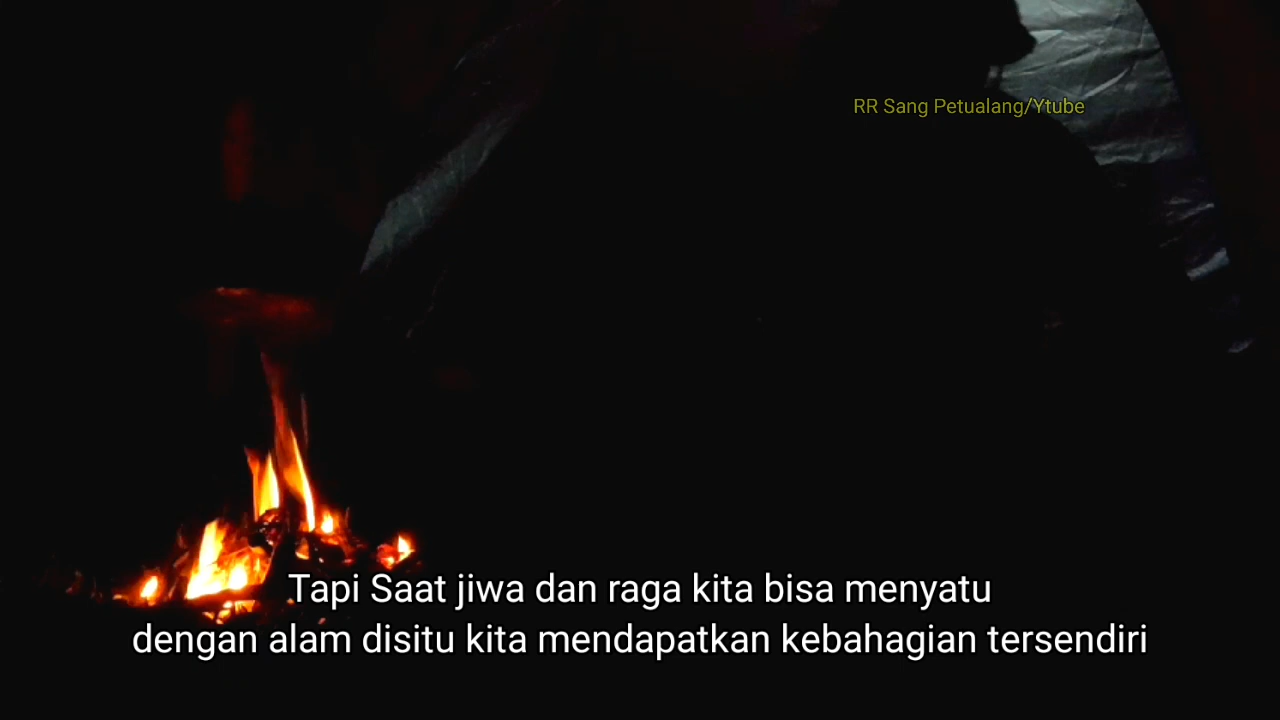 RR Sang Petualang/Ytube
Tapi Saat jiwa dan raga kita bisa menyatu
dengan alam disitu kita mendapatkan kebahagian tersendiri